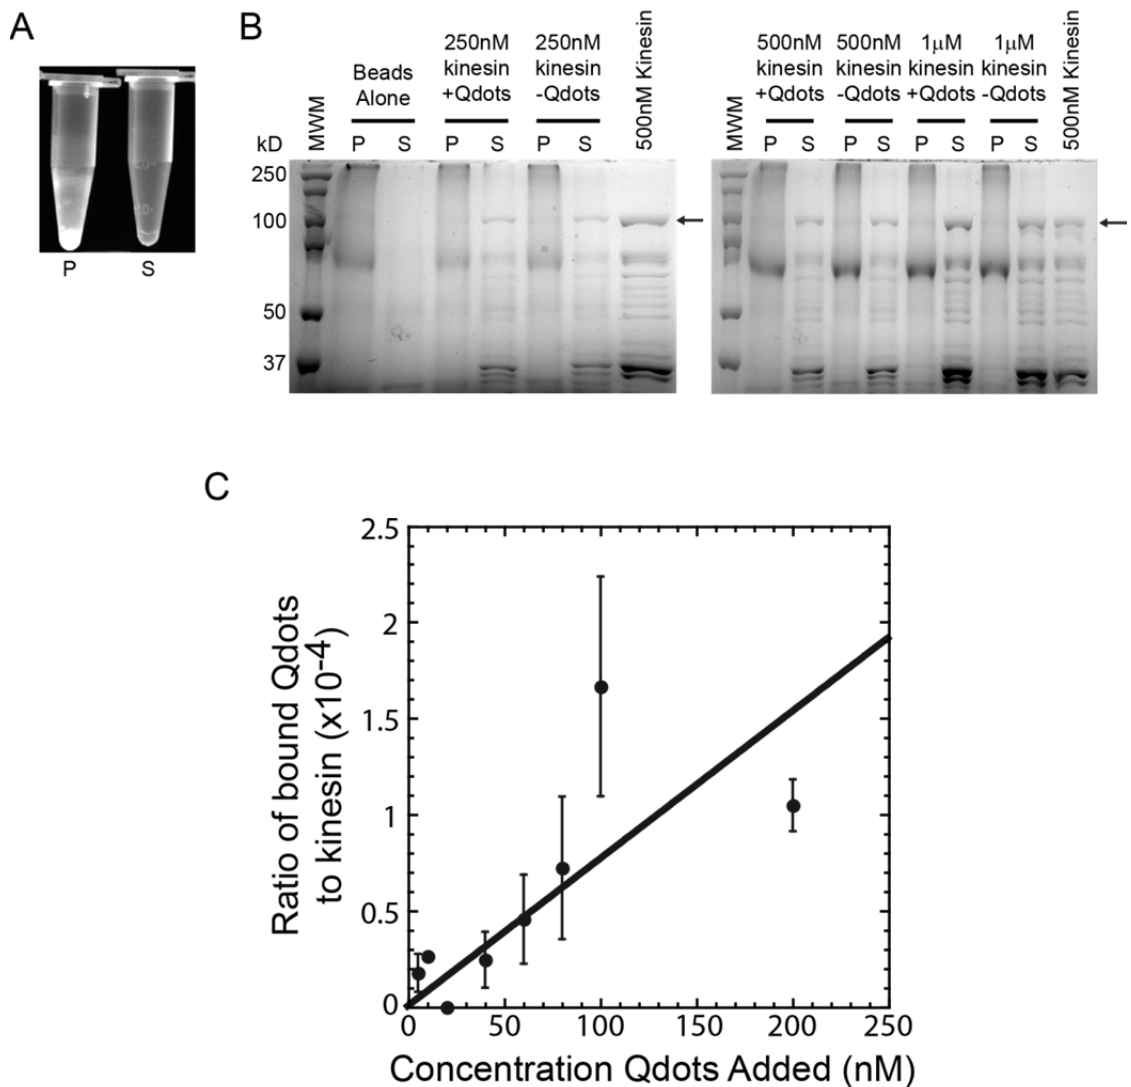 A
P
S
B
kD
MWM
Beads
Alone
250nM
kinesin
+Qdots
250nM
kinesin
-Qdots
500nM Kinesin
P S P S P S
250
100
50
37
MWM
500nM
kinesin
+Qdots
500nM
kinesin
-Qdots
1μM
kinesin
+Qdots
1μM
kinesin
-Qdots
500nM Kinesin
P S P S P S P S
C
Ratio of bound Qdots
to kinesin (x10-4)
2.5
2
1.5
1
0.5
0
0 50 100 150 200 250
Concentration Qdots Added (nM)